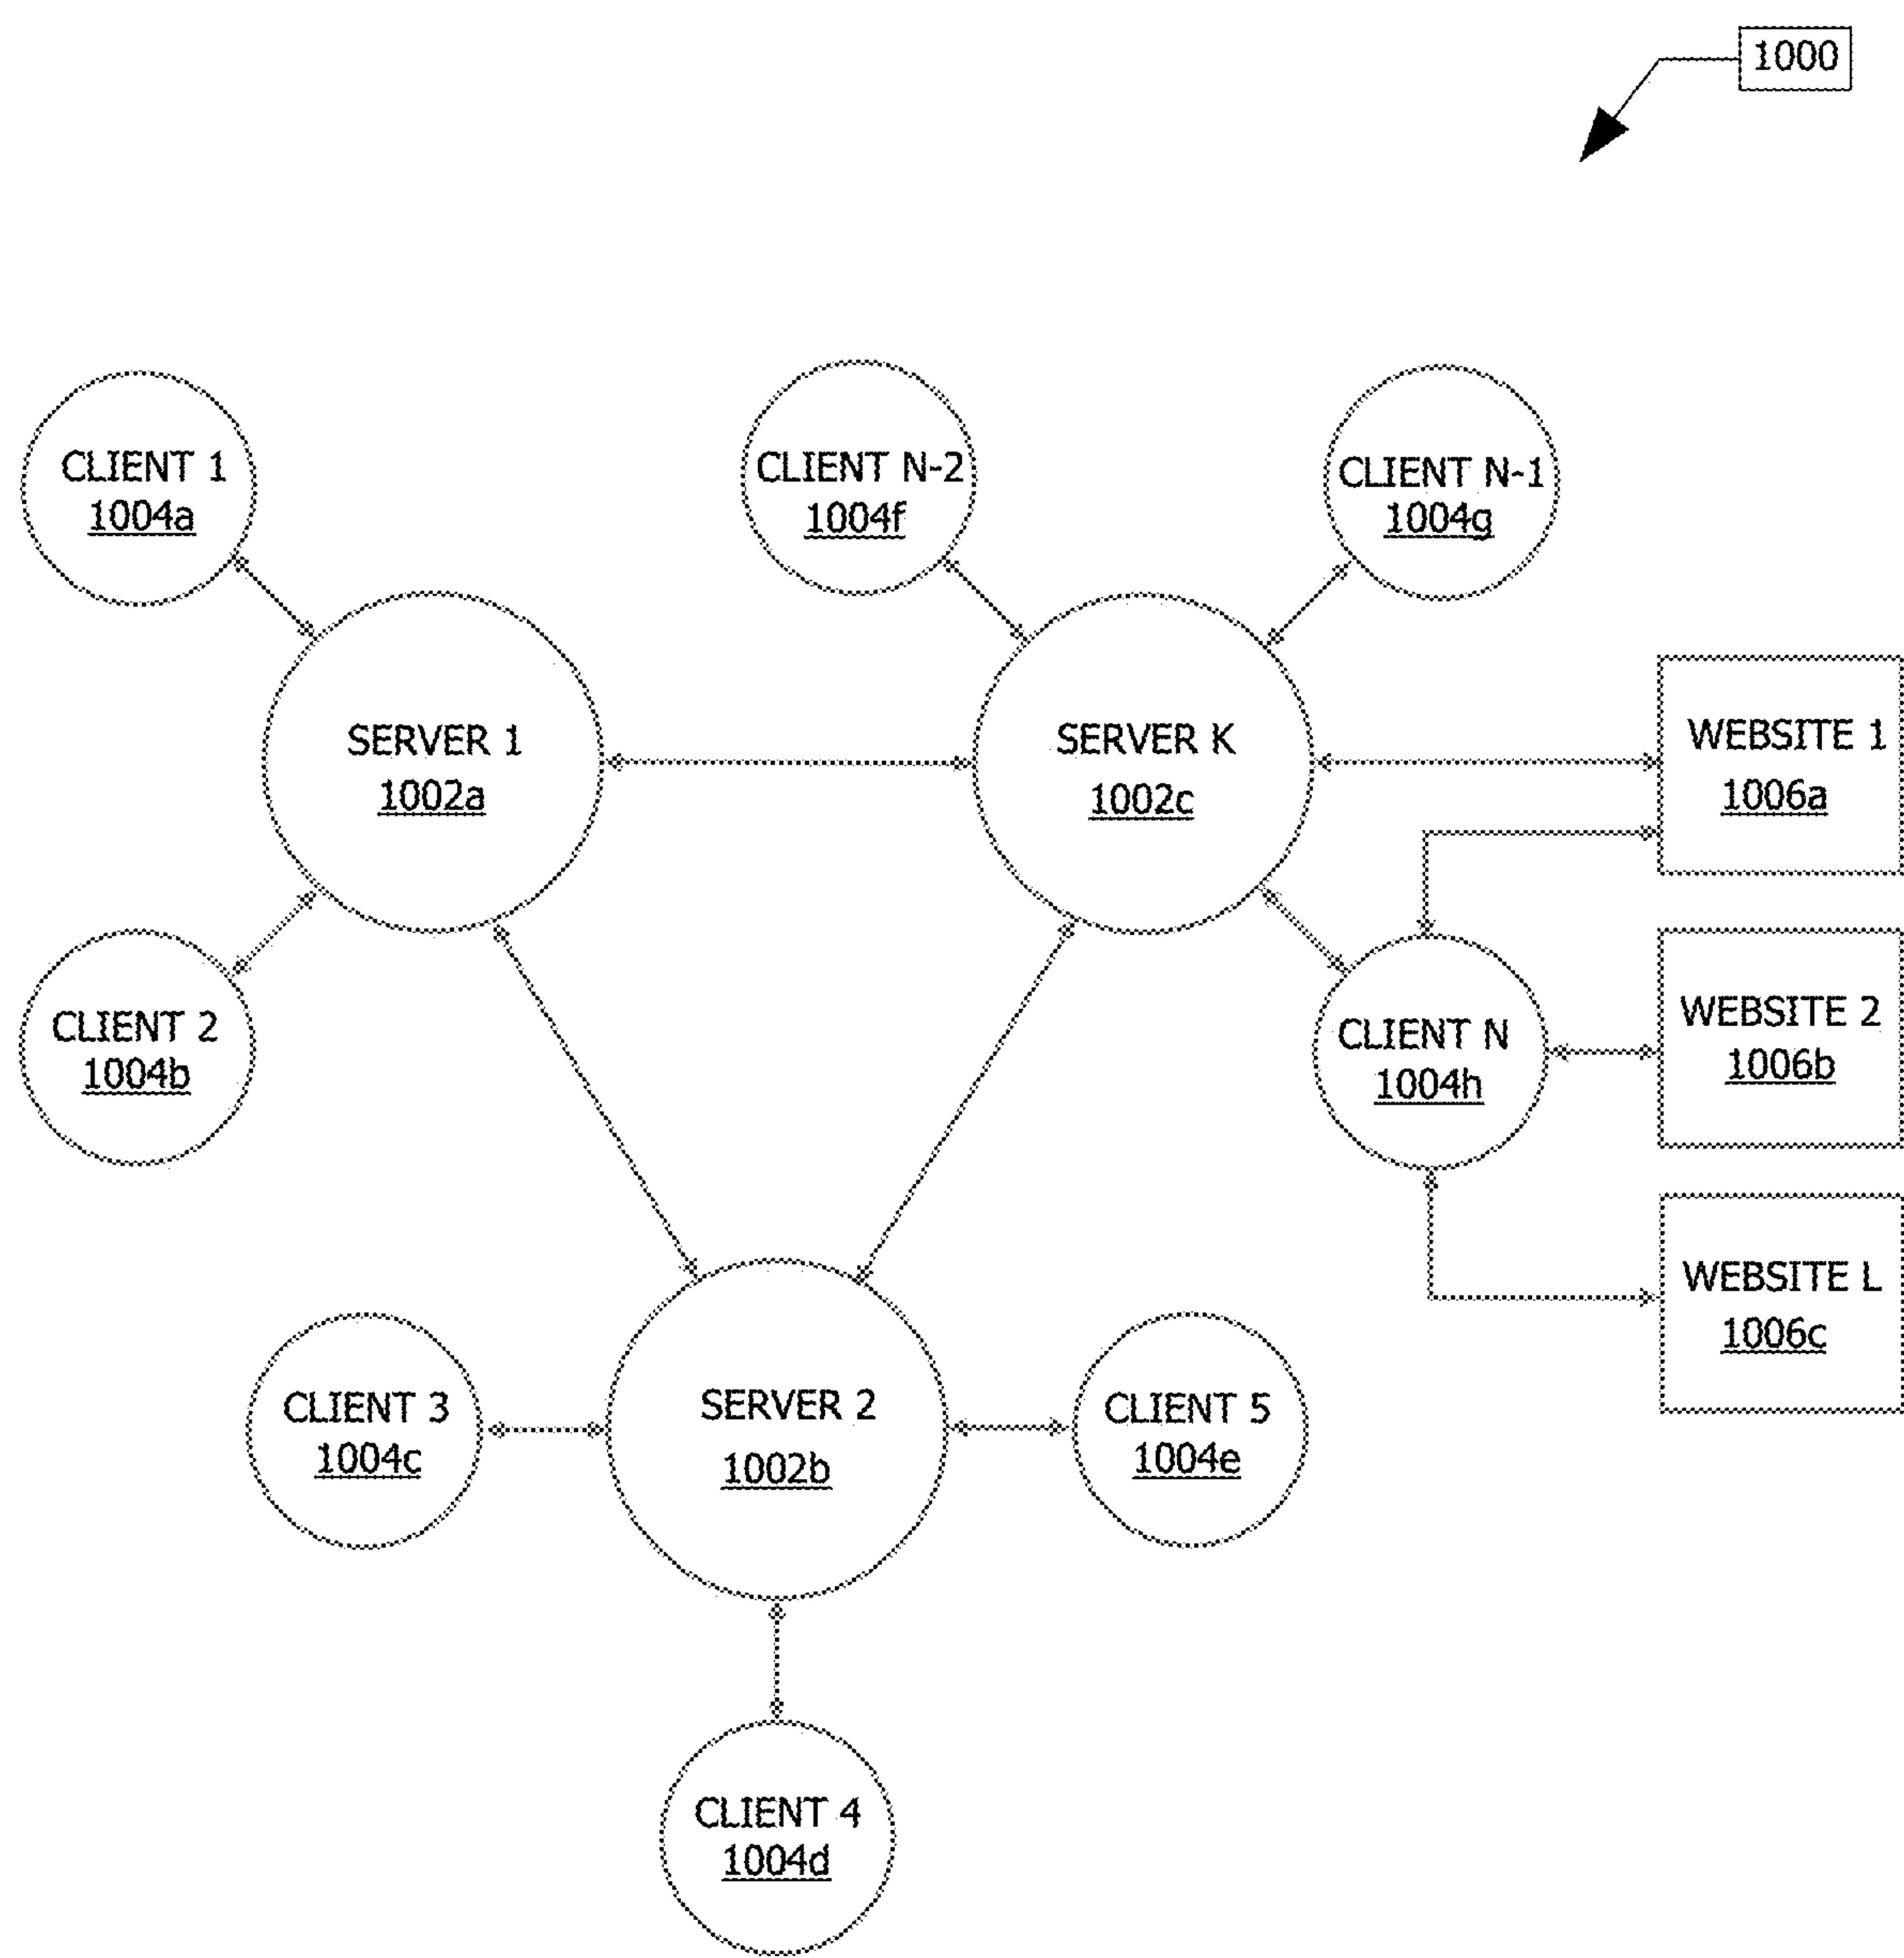 1000
CLIENT 1
1004a
CLIENT N-2
1004f
CLIENT N-1
1004g
SERVER 1
1002a
SERVER K
1002c
WEBSITE 1
1006a
CLIENT 2
1004b
CLIENT N
1004h
WEBSITE 2
1006b
WEBSITE L
1006c
CLIENT 3
1004c
SERVER 2
1002b
CLIENT 5
1004e
CLIENT 4
1004d